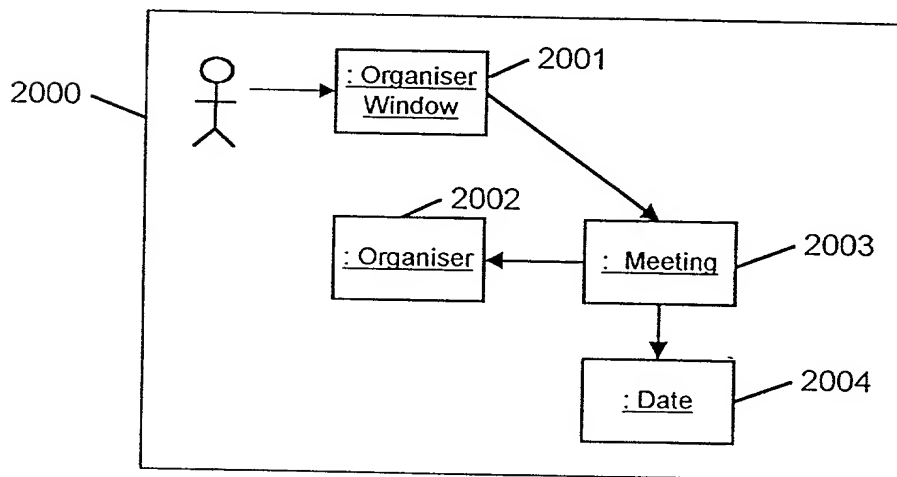 2001
: Organiser
Window
2000
2002
: Organiser
: Meeting
2003
: Date
2004